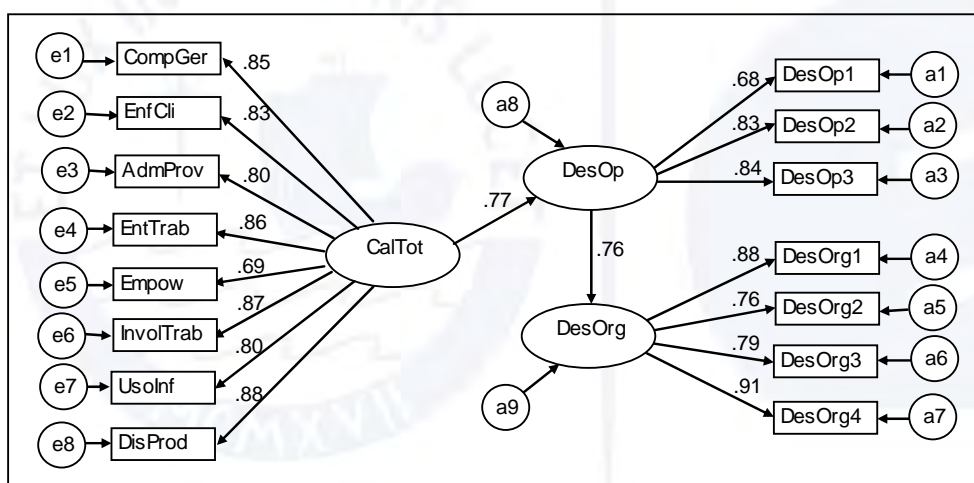 e1
CompGer
.85
e2
EnfCli
.83
e3
AdmProv
.80
e4
EntTrab
.86
e5
Empow
.69
e6
InvolTrab
.87
e7
UsoInf
.80
e8
DisProd
.88
CalTot
.77
a8
DesOp
.76
DesOrg
a9
.68
DesOp1
a1
.83
DesOp2
a2
.84
DesOp3
a3
.88
DesOrg1
a4
.76
DesOrg2
a5
.79
DesOrg3
a6
.91
DesOrg4
a7
MXVII